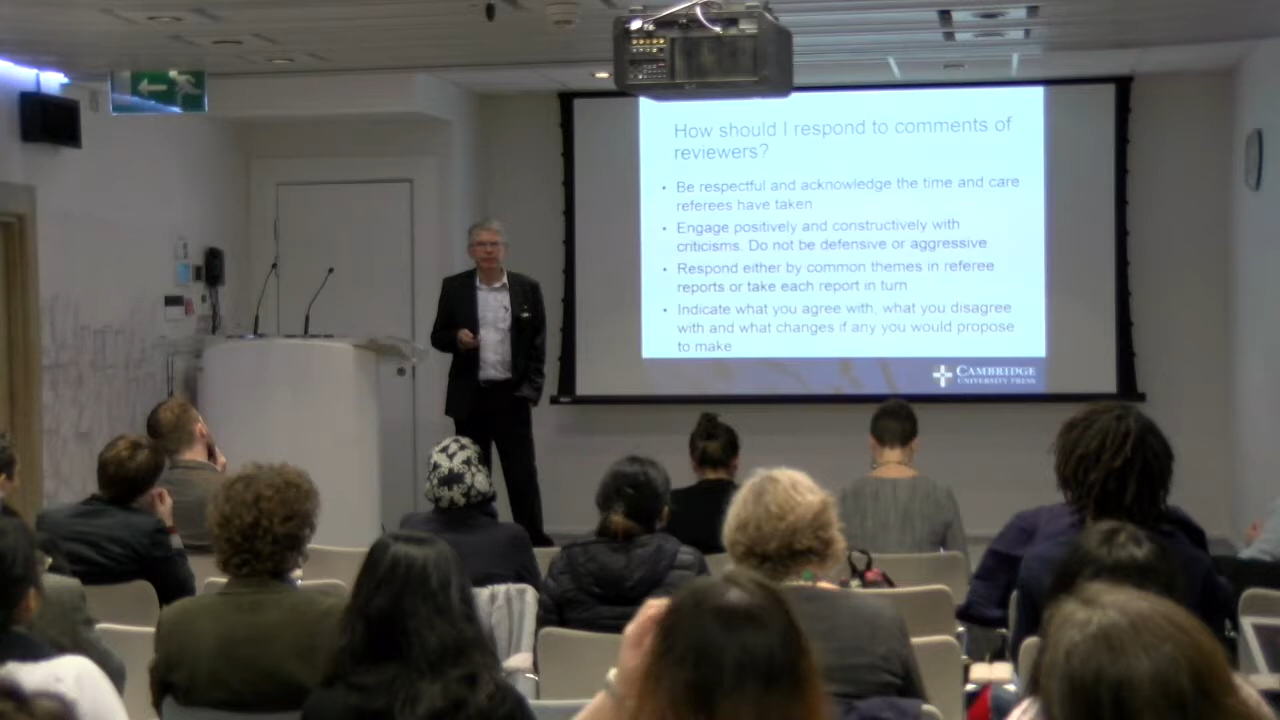 How should I respond to comments of
reviewers?
• Be respectful and acknowledge the time and care
referees have taken
• Engage positively and constructively with
criticisms. Do not be defensive or aggressive
• Respond either by common themes in referee
reports or take each report in turn
• Indicate what you agree with, what you disagree
with and what changes if any you would propose
to make
CAMBRIDGE
UNIVERSITY PRESS